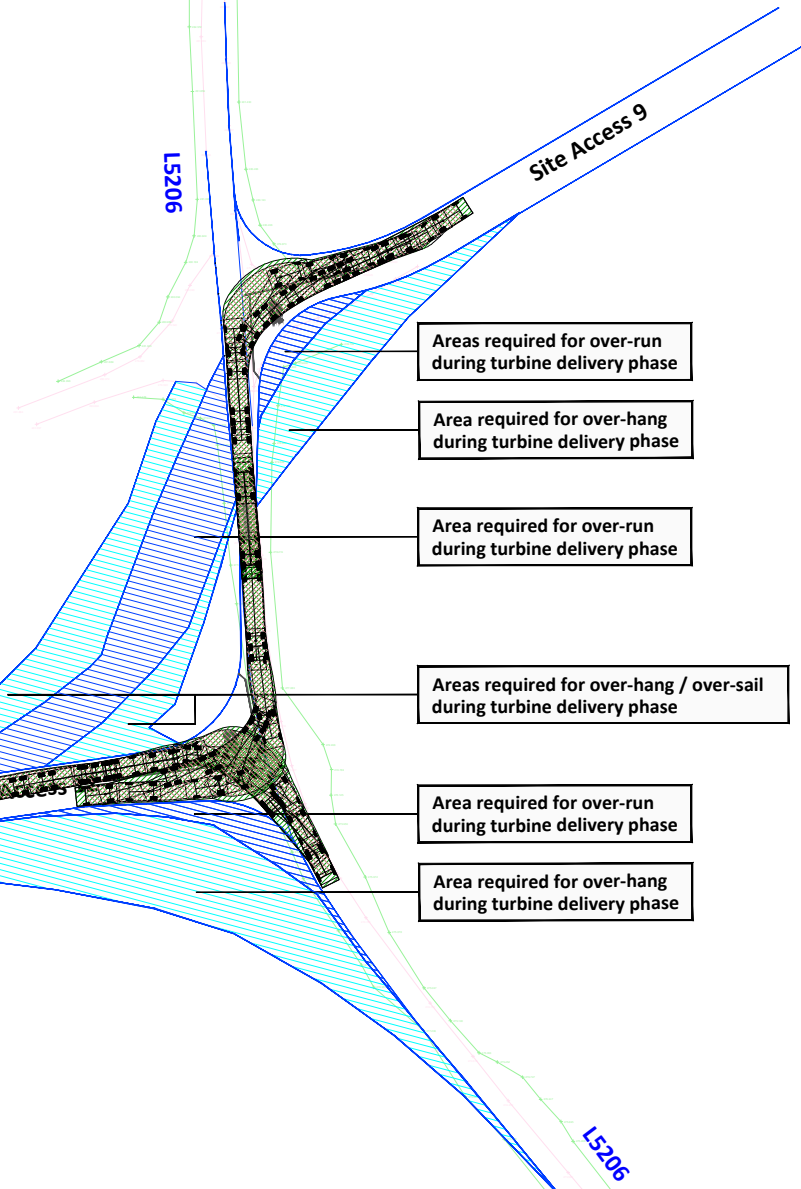 Site Access 9
L5206
Areas required for over-run
during turbine delivery phase
Area required for over-hang
during turbine delivery phase
Area required for over-run
during turbine delivery phase
Areas required for over-hang / over-sail
during turbine delivery phase
Access
Area required for over-run
during turbine delivery phase
Area required for over-hang
during turbine delivery phase
L5206